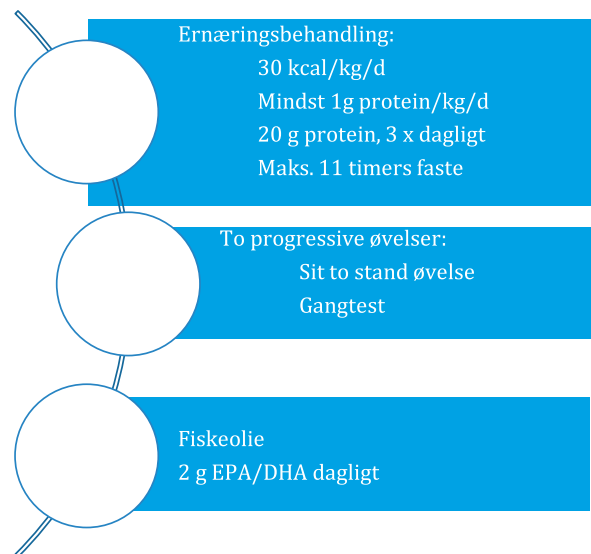 Ernæringsbehandling:
30 kcal/kg/d
Mindst 1g protein/kg/d
20 g protein, 3 x dagligt
Maks. 11 timers faste
To progressive øvelser:
Sit to stand øvelse
Gangtest
Fiskeolie
2 g EPA/DHA dagligt